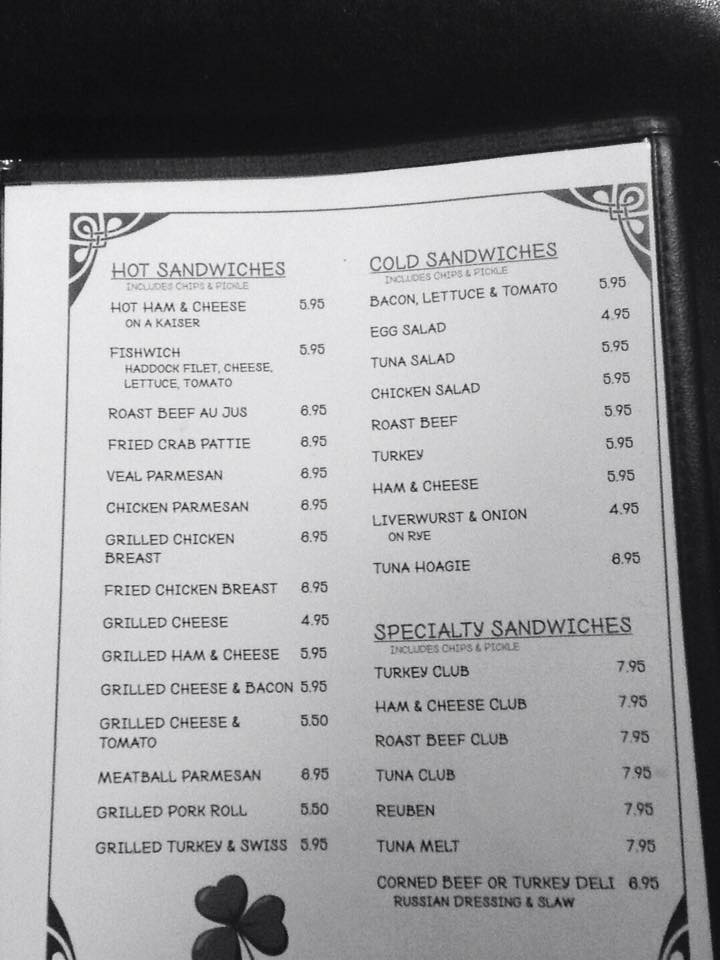 HOT SANDWICHES
INCLUDES CHIPS & PICKLE
HOT HAM & CHEESE 5.95
ON A KAISER
FISHWICH 5.95
HADDOCK FILET, CHEESE,
LETTUCE, TOMATO
ROAST BEEF AU JUS 6.95
FRIED CRAB PATTIE 6.95
VEAL PARMESAN 6.95
CHICKEN PARMESAN 6.95
GRILLED CHICKEN 6.95
BREAST
FRIED CHICKEN BREAST 6.95
GRILLED CHEESE 4.95
GRILLED HAM & CHEESE 5.95
GRILLED CHEESE & BACON 5.95
GRILLED CHEESE & 5.50
TOMATO
MEATBALL PARMESAN 6.95
GRILLED PORK ROLL 5.50
GRILLED TURKEY & SWISS 5.95
COLD SANDWICHES
INCLUDES CHIPS & PICKLE
BACON, LETTUCE & TOMATO 5.95
EGG SALAD 4.95
TUNA SALAD 5.95
CHICKEN SALAD 5.95
ROAST BEEF 5.95
TURKEY 5.95
HAM & CHEESE 5.95
LIVERWURST & ONION 4.95
ON RYE
TUNA HOAGIE 6.95
SPECIALTY SANDWICHES
INCLUDES CHIPS & PICKLE
TURKEY CLUB 7.95
HAM & CHEESE CLUB 7.95
ROAST BEEF CLUB 7.95
TUNA CLUB 7.95
REUBEN 7.95
TUNA MELT 7.95
CORNED BEEF OR TURKEY DELI 6.95
RUSSIAN DRESSING & SLAW